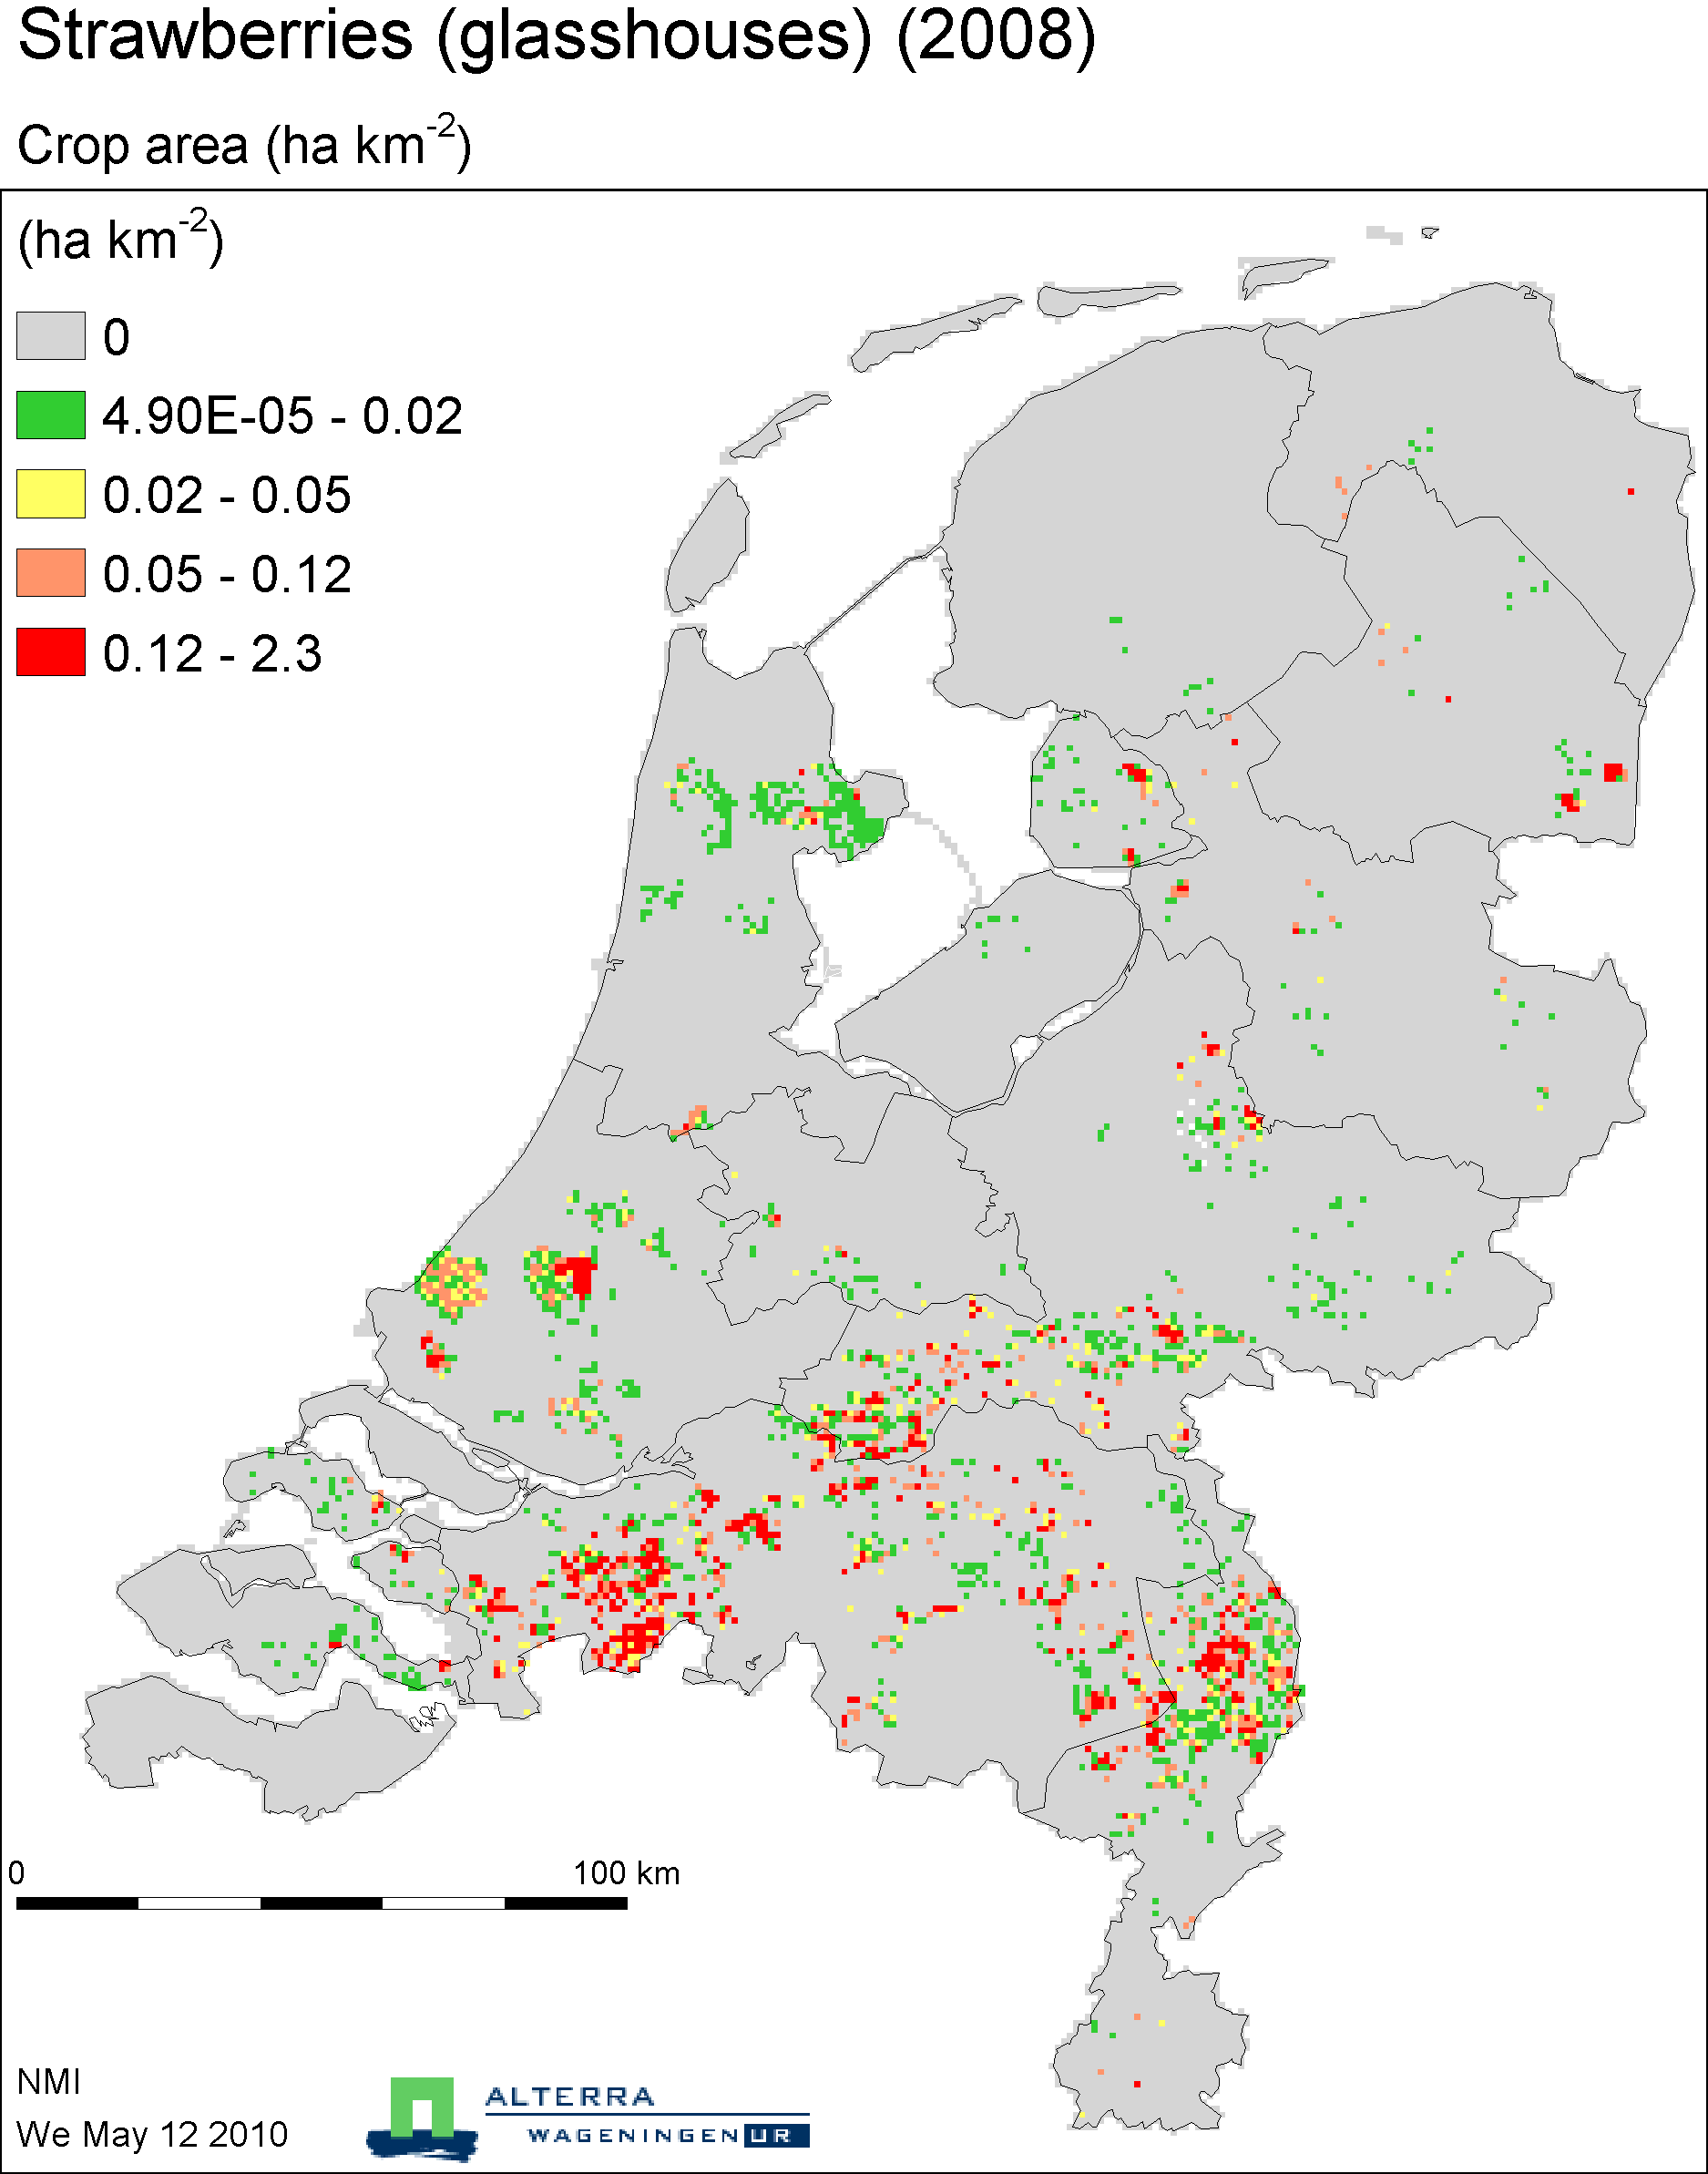 Strawberries (glasshouses) (2008)
Crop area (ha km-2)
(ha km-2)
0
4.90E-05 - 0.02
0.02 - 0.05
0.05 - 0.12
0.12 - 2.3
0 100 km
NMI
We May 12 2010
ALTERRA
WAGENINGEN UR